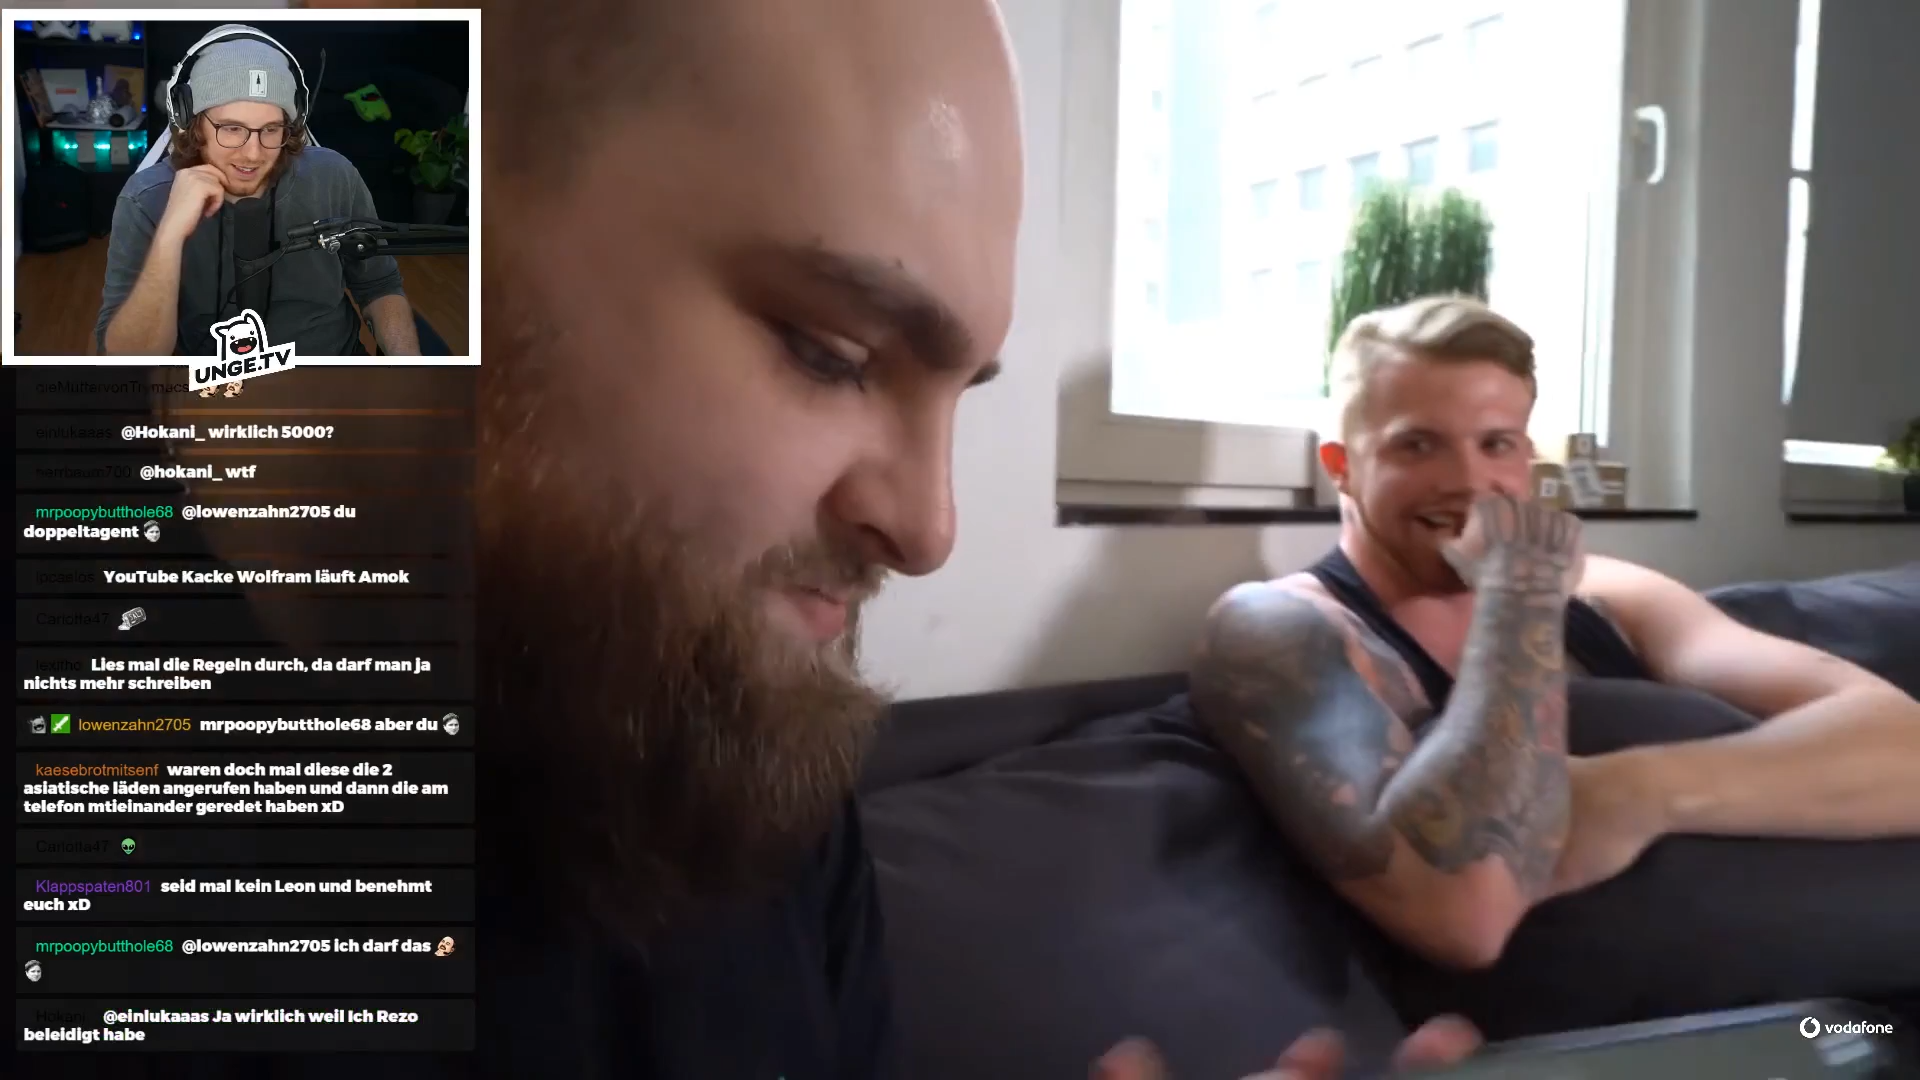 UNGE.TV
@Hokani_ wirklich 5000?
@hokani_ wtf
mrpoopybutthole68 @lowenzahn2705 du
doppeltagent
YouTube Kacke Wolfram läuft Amok
Carlotta47
Lies mal die Regeln durch, da darf man ja
nichts mehr schreiben
lowenzahn2705 mrpoopybutthole68 aber du
kaesebrotmitsenf waren doch mal diese die 2
asiatische läden angerufen haben und dann die am
telefon mtieinander geredet haben xD
Carlotta47
Klappspaten801 seid mal kein Leon und benehmt
euch xD
mrpoopybutthole68 @lowenzahn2705 ich darf das
@einlukaaas Ja wirklich weil Ich Rezo
beleidigt habe
vodafone